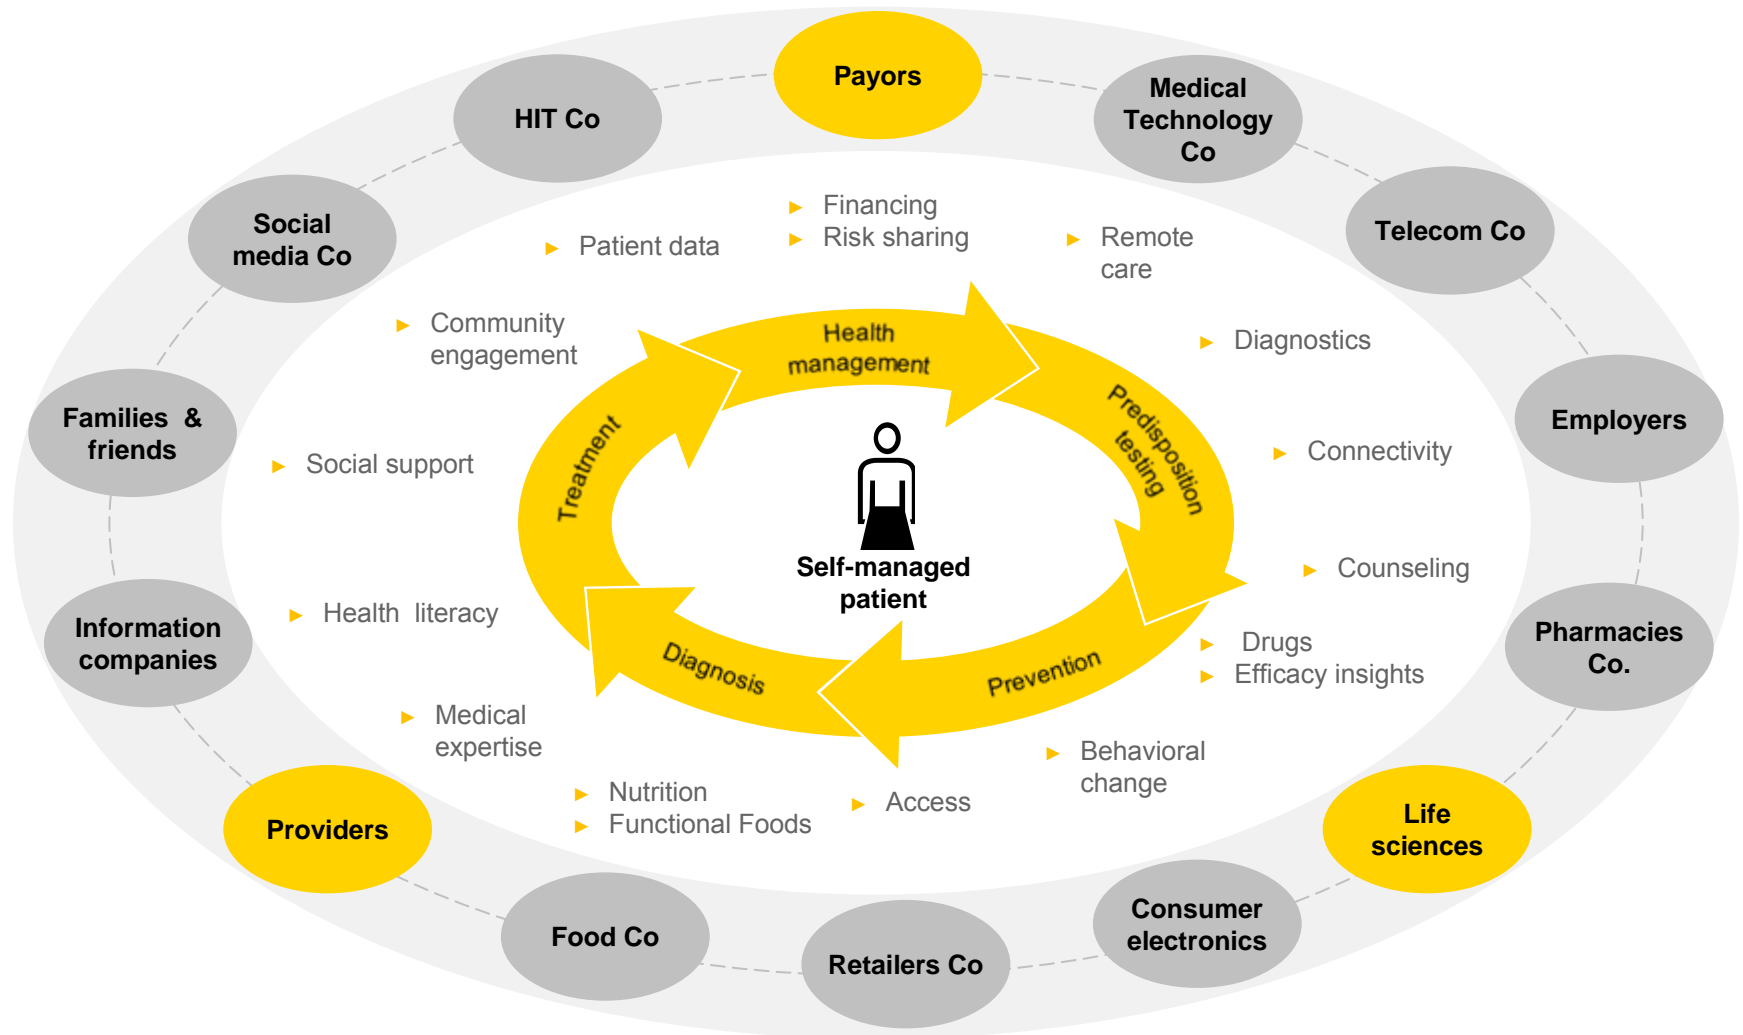 Payors
HIT Co
Medical
Technology
Co
Social
media Co
Telecom Co
► Financing
► Risk sharing
► Patient data
► Remote
care
► Community
engagement
Health
management
► Diagnostics
Families & 
friends
Treatment
Predisposition
testing
Employers
► Social support
► Connectivity
Self-managed
patient
► Counseling
Information
companies
► Health literacy
Diagnosis
Prevention
► Drugs
► Efficacy insights
Pharmacies
Co.
► Medical
expertise
► Behavioral
change
► Nutrition
► Functional Foods
► Access
Providers
Life
sciences
Food Co
Retailers Co
Consumer
electronics